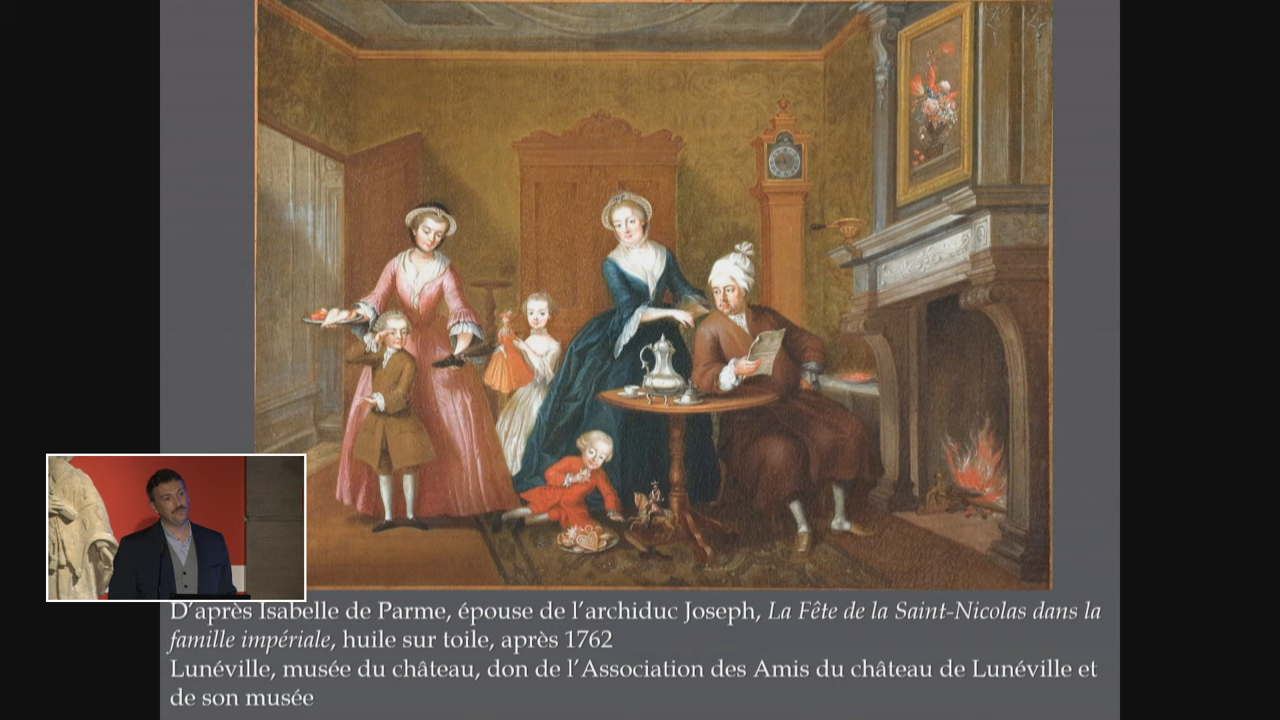 D'après Isabelle de Parme, épouse de l'archiduc Joseph, La Fête de la Saint-Nicolas dans la
famille impériale, huile sur toile, après 1762
Lunéville, musée du château, don de l'Association des Amis du château de Lunéville et
de son musée